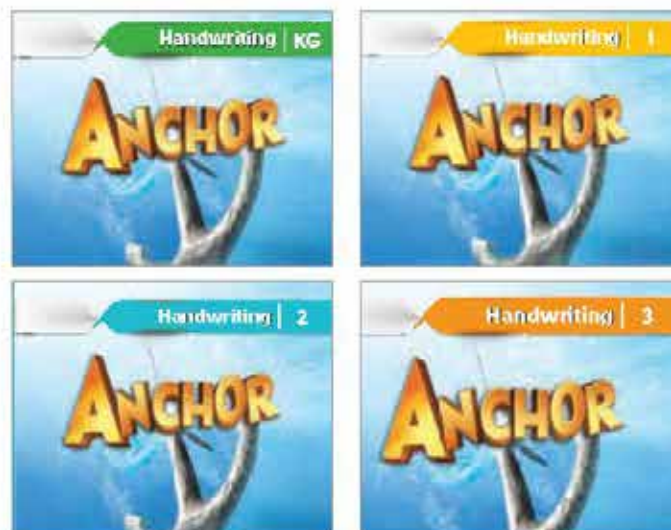 Handwriting | KG
ANCHOR
Handwriting | 1
ANCHOR
Handwriting | 2
ANCHOR
Handwriting | 3
ANCHOR